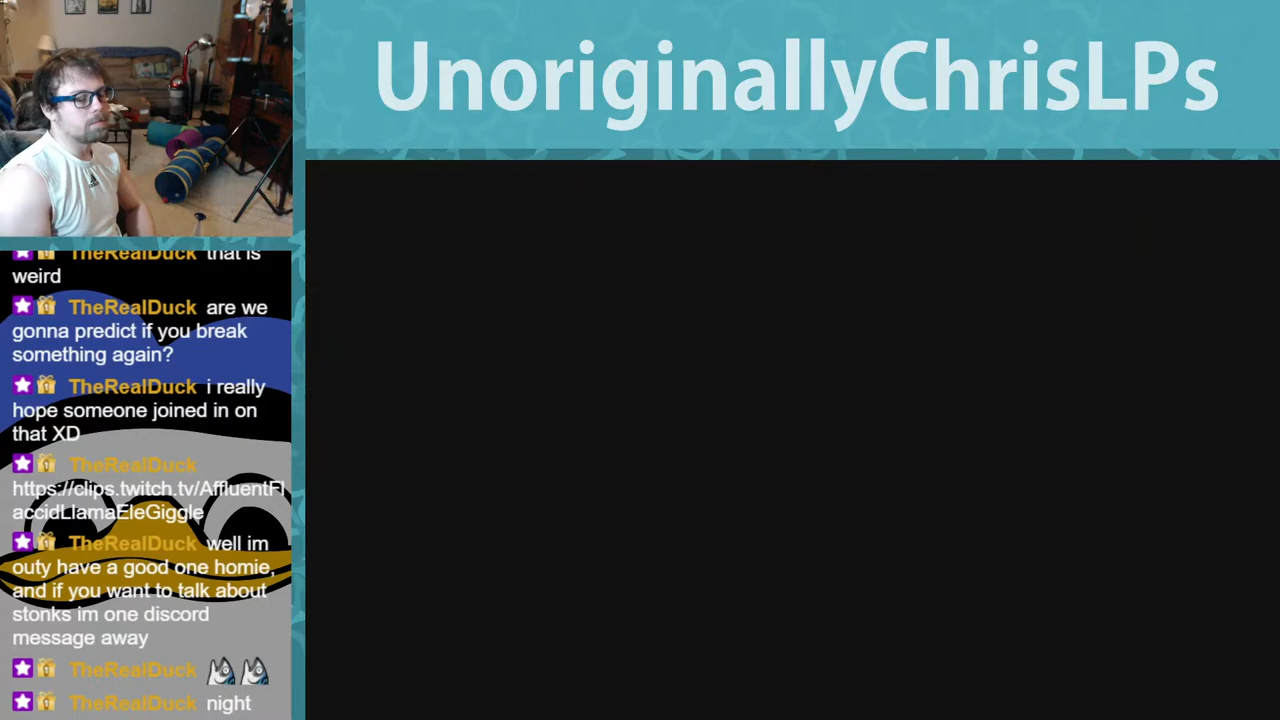 UnoriginallyChrisLPs
TheRealDuck that is
weird
TheRealDuck are we
gonna predict if you break
something again?
TheRealDuck i really
hope someone joined in on
that XD
TheRealDuck
https://clips.twitch.tv/AffluentFl
accidLlamaEleGiggle
TheRealDuck well im
outy have a good one homie,
and if you want to talk about
stonks im one discord
message away
TheRealDuck
TheRealDuck night